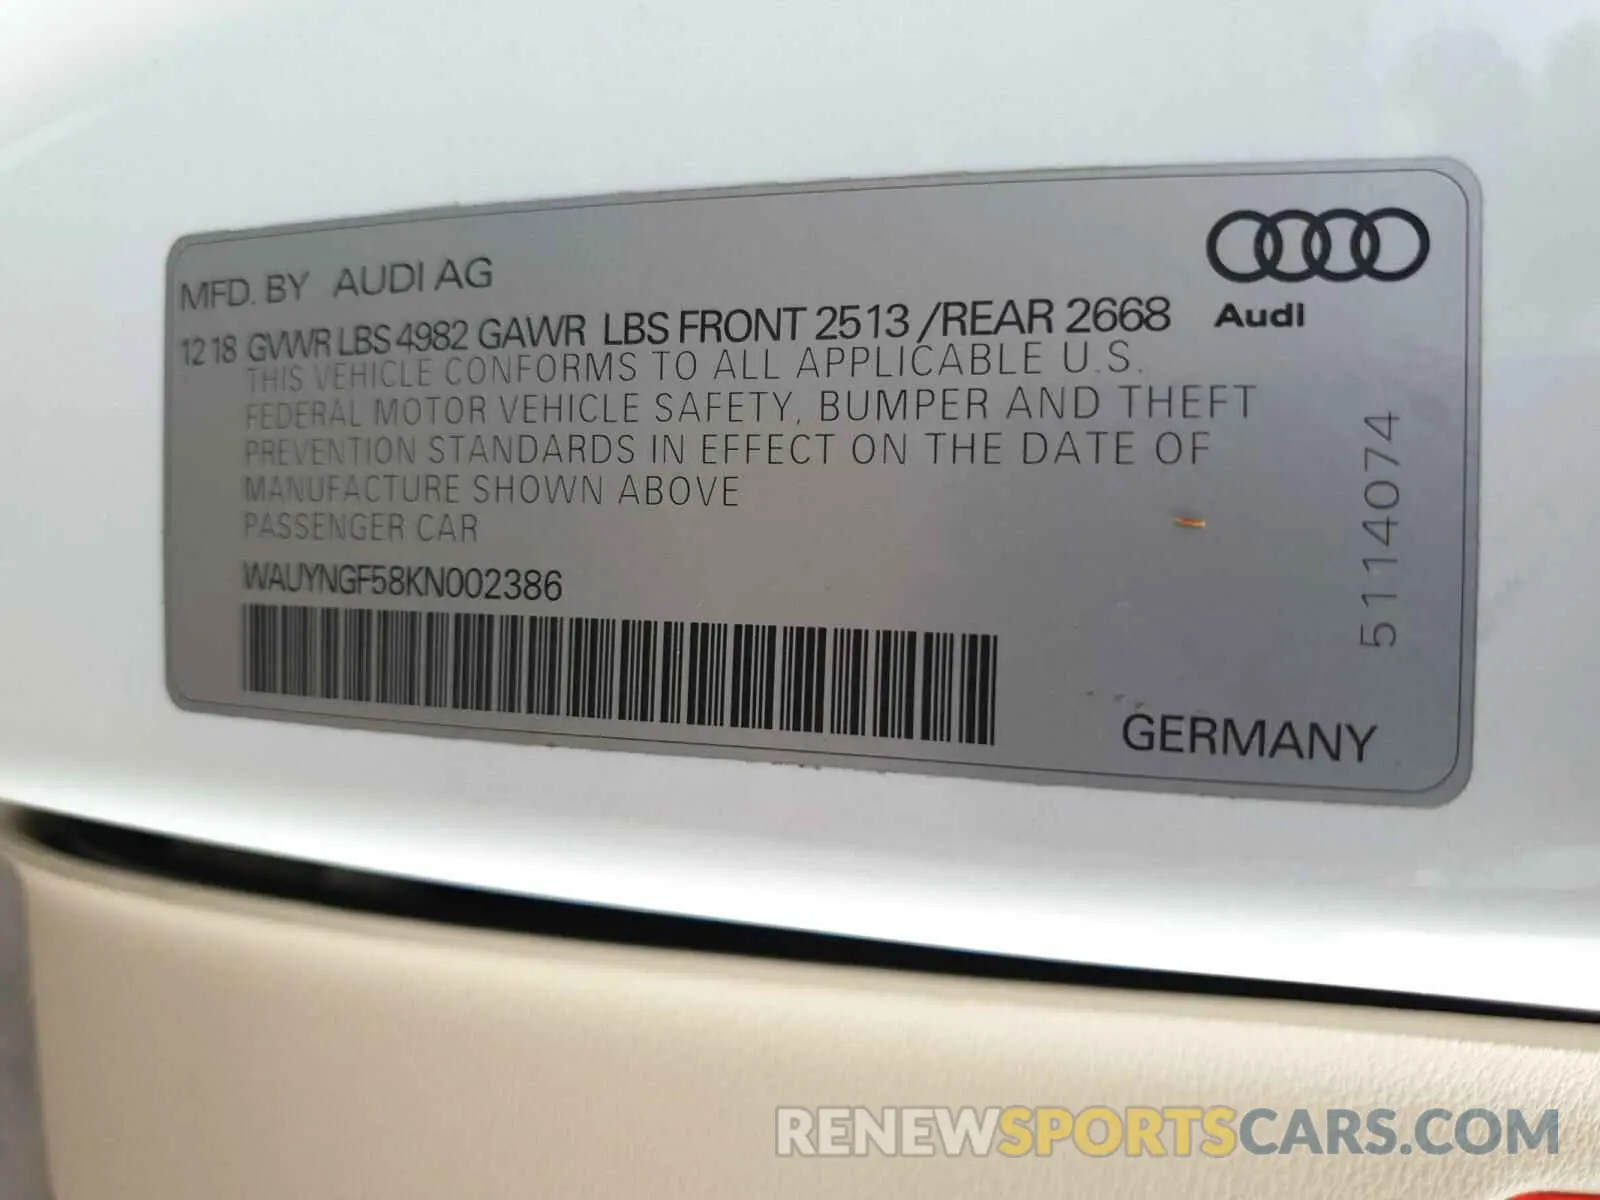 MFD. BY AUDI AG
Audi
12 18 GVWR LBS 4982 GAWR LBS FRONT 2513 /REAR 2668
THIS VEHICLE CONFORMS TO ALL APPLICABLE U.S.
FEDERAL MOTOR VEHICLE SAFETY, BUMPER AND THEFT
PREVENTION STANDARDS IN EFFECT ON THE DATE OF
MANUFACTURE SHOWN ABOVE
PASSENGER CAR
WAUYNGF58KN002386
5114074
GERMANY
RENEWSPORTSCARS.COM